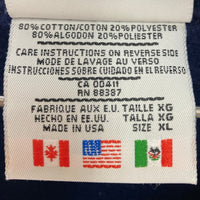 80% COTTON/COTON 20% POLYESTER
80% ALGODON 20% POLIESTER
CARE INSTRUCTIONS ON REVERSE SIDE
MODE DE LAVAGE AU VERSO
INSTRUCCIONES SOBRE CUIDADO EN EL REVERSO
CA 00411
RN 88387
FABRIQUE AUX E.U. TAILLE XG
HECHO EN EE.UU. TALLA XG
MADE IN USA SIZE XL